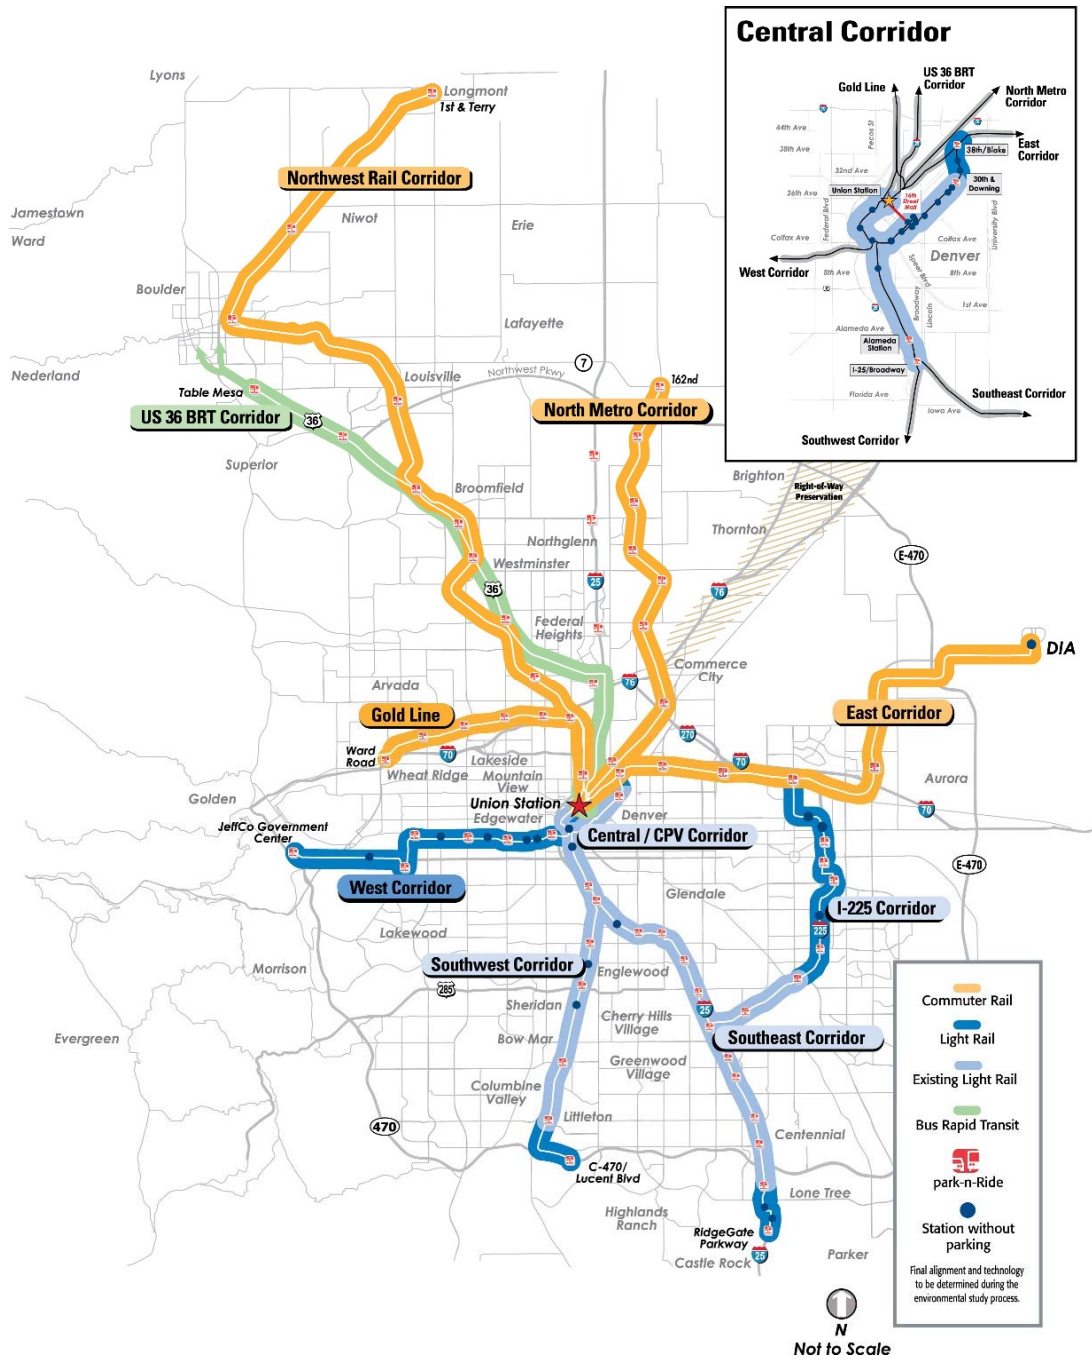 Central Corridor
Gold Line
US 36 BRT
Corridor
North Metro
Corridor
East
Corridor
44th Ave
38th Ave
Pecos St
32nd Ave
26th Ave
Union Station
38th/Blake
30th &
Downing
16th
Street
Mall
Federal Blvd
University Blvd
Colfax Ave
Colfax Ave
Denver
West Corridor
8th Ave
8th Ave
Speer Blvd
Broadway
Lincoln
1st Ave
Alameda Ave
Alameda
Station
I-25/Broadway
Florida Ave
Iowa Ave
Southeast Corridor
Southwest Corridor
Lyons
Longmont
1st & Terry
Northwest Rail Corridor
Jamestown
Niwot
Ward
Erie
Boulder
Lafayette
Nederland
Louisville
Northwest Pkwy
7
Table Mesa
162nd
US 36 BRT Corridor
36
North Metro Corridor
Superior
Broomfield
Brighton
Right-of-Way
Preservation
Thornton
Northglenn
E-470
Westminster
36
25
76
Federal
Heights
Commerce
City
DIA
Arvada
76
Gold Line
East Corridor
270
Ward
Road
70
70
Lakeside
Wheat Ridge
Mountain
View
Aurora
Golden
Union Station
Edgewater
Denver
70
JeffCo Government
Center
Central / CPV Corridor
E-470
West Corridor
Glendale
I-225 Corridor
Lakewood
225
Morrison
Southwest Corridor
Englewood
285
Sheridan
25
Cherry Hills
Village
Evergreen
Bow Mar
Southeast Corridor
Greenwood
Village
Columbine
Valley
Littleton
470
Centennial
C-470/
Lucent Blvd
Lone Tree
Highlands
Ranch
RidgeGate
Parkway
Castle Rock
25
Parker
Commuter Rail
Light Rail
Existing Light Rail
Bus Rapid Transit
park-n-Ride
Station without
parking
Final alignment and technology
to be determined during the
environmental study process.
N
Not to Scale